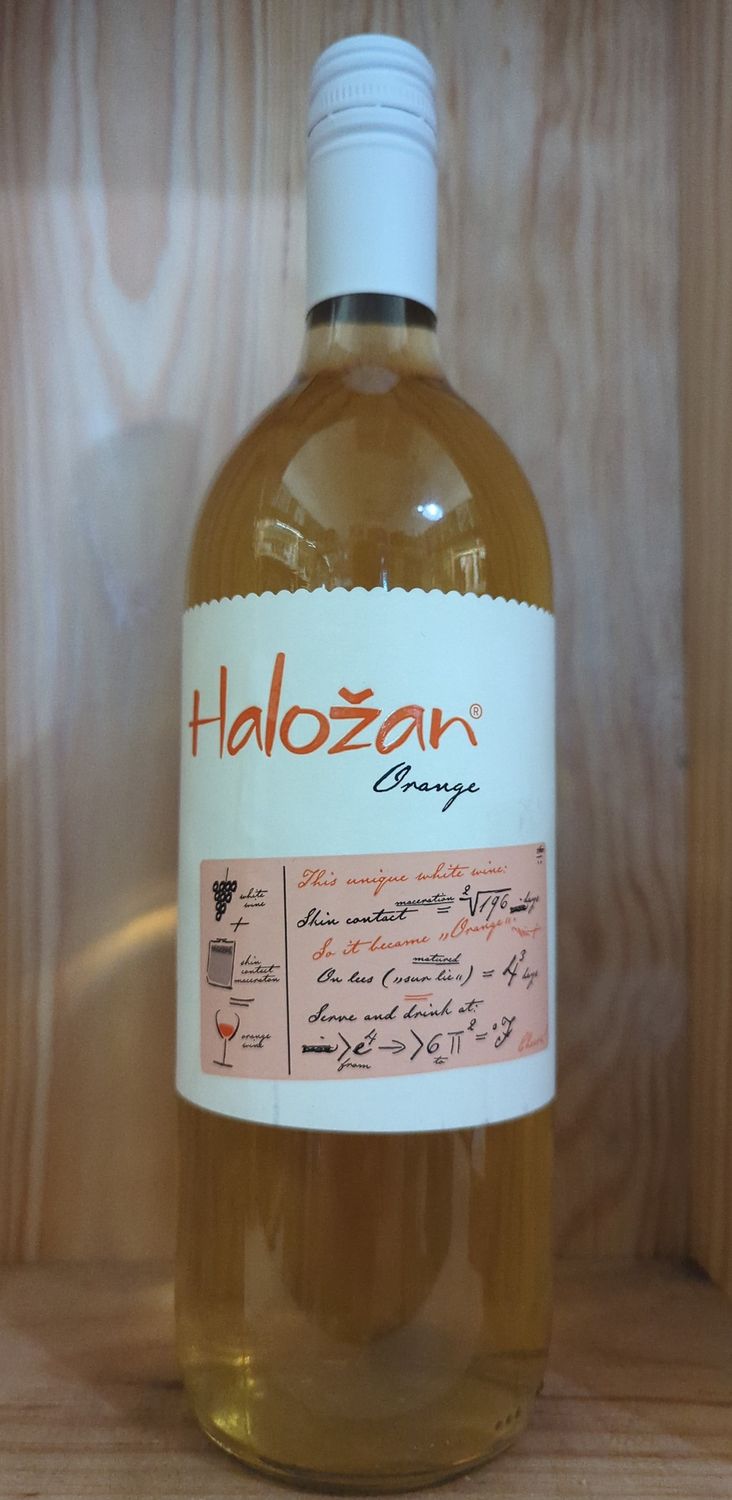 Haložan®
Orange
white
wine
+
skin
contact
maceration
=
orange
wine
This unique white wine:
maceration
Skin contact = ²√196 days
So it became „Orange“
matured
On lees („sur lie“) = 4³ days
Serve and drink at:
>e⁴ → >6π² = °F
from to
Cheers